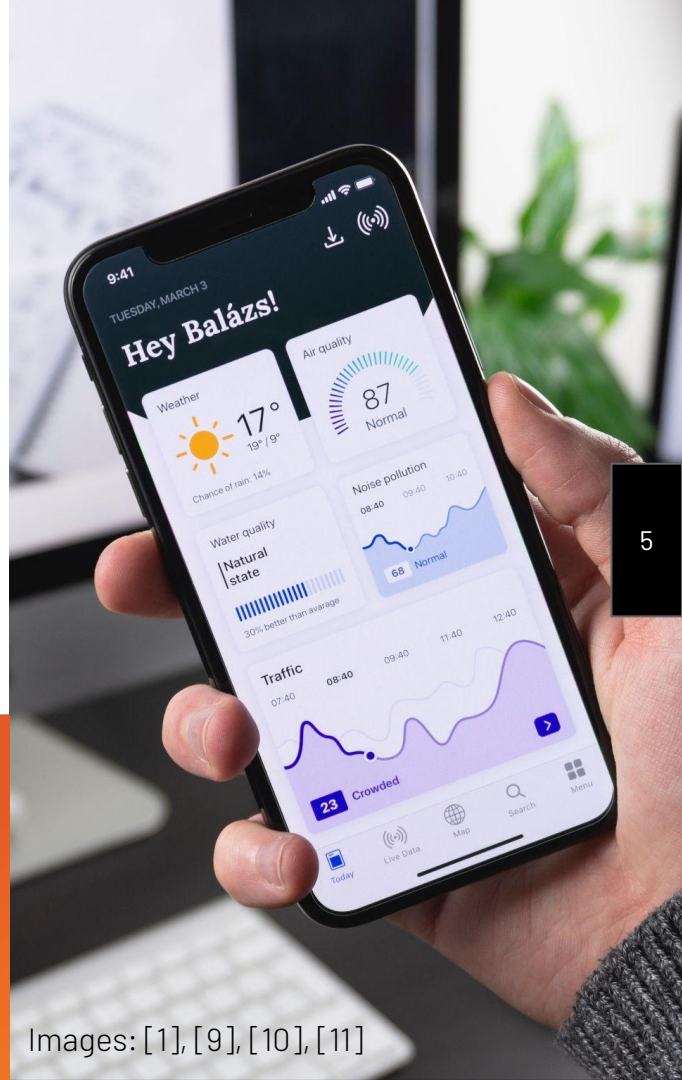 9:41
TUESDAY, MARCH 3
Hey Balázs!
Weather
17°
19° / 9°
Chance of rain: 14%
Air quality
87
Normal
Water quality
Natural
state
30% better than avarage
Noise pollution
08:40 09:40 10:40
68 Normal
Traffic
07:40 08:40 09:40 11:40 12:40
23 Crowded
Today Live Data Map Search Menu
5
Images: [1], [9], [10], [11]